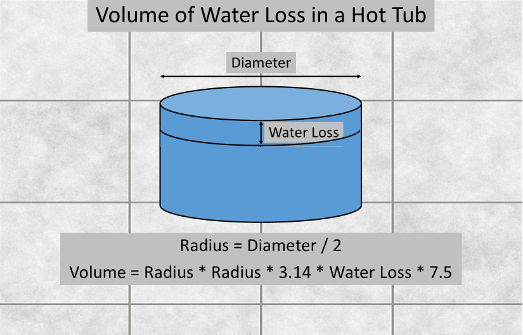 Volume of Water Loss in a Hot Tub
Diameter
Water Loss
Radius = Diameter / 2
Volume = Radius * Radius * 3.14 * Water Loss * 7.5